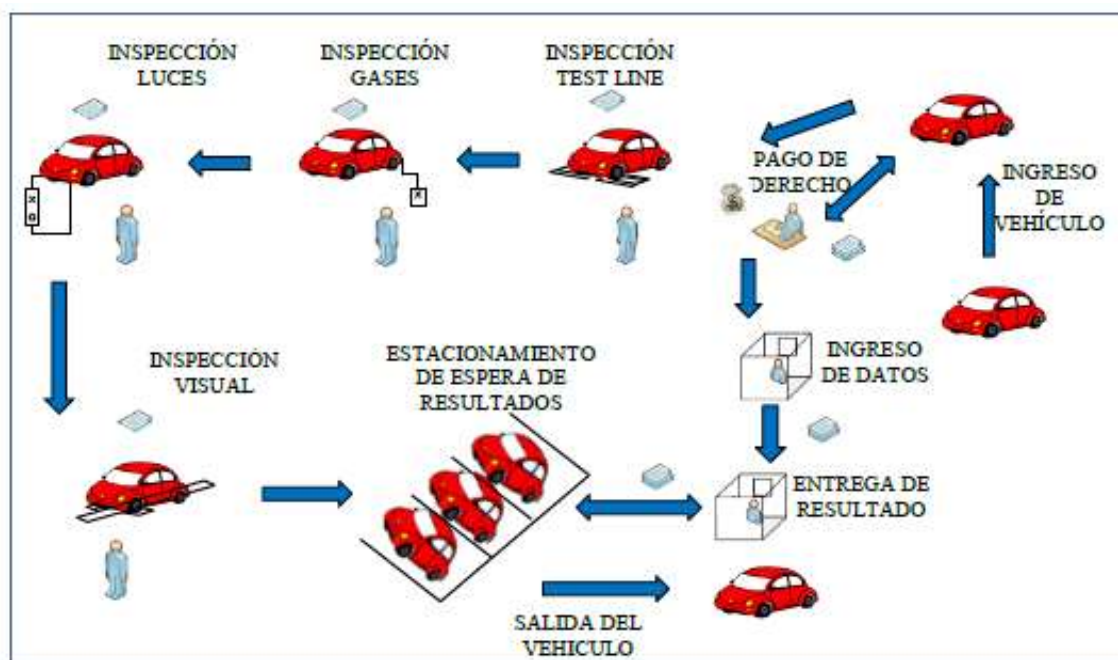 INSPECCIÓN
LUCES
INSPECCIÓN
GASES
INSPECCIÓN
TEST LINE
PAGO DE
DERECHO
INGRESO
DE
VEHÍCULO
INGRESO
DE DATOS
INSPECCIÓN
VISUAL
ESTACIONAMIENTO
DE ESPERA DE
RESULTADOS
ENTREGA DE
RESULTADO
SALIDA DEL
VEHICULO